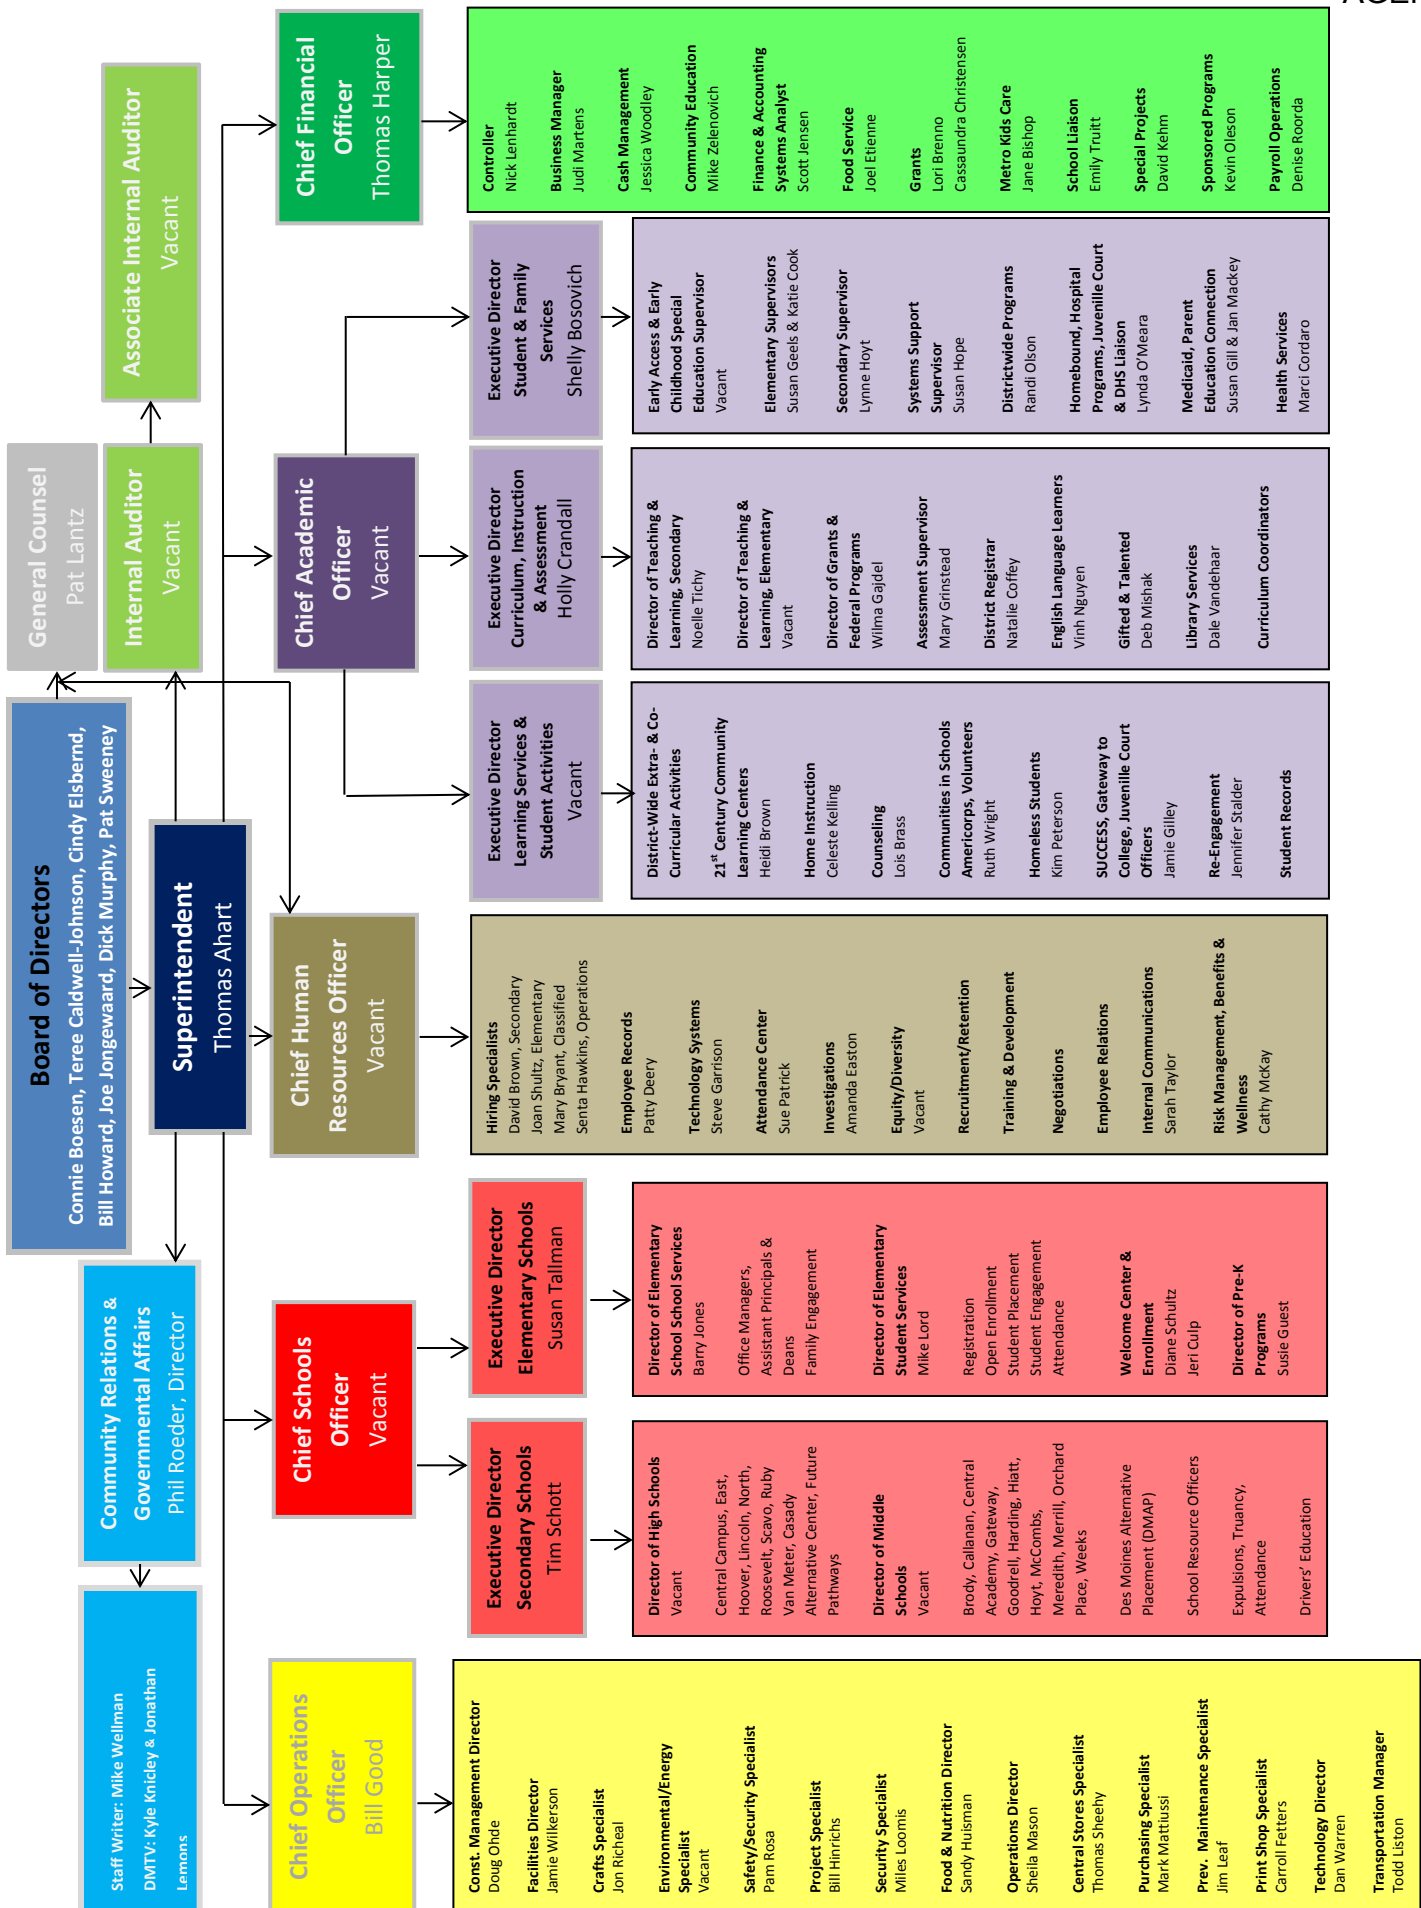 AGEN
Board of Directors
Connie Boesen, Teree Caldwell-Johnson, Cindy Elsbernd,
Bill Howard, Joe Jongewaard, Dick Murphy, Pat Sweeney
General Counsel
Pat Lantz
Staff Writer: Mike Wellman
DMTV: Kyle Knicley & Jonathan
Lemons
Community Relations &
Governmental Affairs
Phil Roeder, Director
Superintendent
Thomas Ahart
Internal Auditor
Vacant
Associate Internal Auditor
Vacant
Chief Operations
Officer
Bill Good
Chief Schools
Officer
Vacant
Chief Human
Resources Officer
Vacant
Chief Academic
Officer
Vacant
Chief Financial
Officer
Thomas Harper
Executive Director
Secondary Schools
Tim Schott
Executive Director
Elementary Schools
Susan Tallman
Executive Director
Learning Services &
Student Activities
Vacant
Executive Director
Curriculum, Instruction
& Assessment
Holly Crandall
Executive Director
Student & Family
Services
Shelly Bosovich
Const. Management Director
Doug Ohde
Facilities Director
Jamie Wilkerson
Crafts Specialist
Jon Richeal
Environmental/Energy
Specialist
Vacant
Safety/Security Specialist
Pam Rosa
Project Specialist
Bill Hinrichs
Security Specialist
Miles Loomis
Food & Nutrition Director
Sandy Huisman
Operations Director
Sheila Mason
Central Stores Specialist
Thomas Sheehy
Purchasing Specialist
Mark Mattiussi
Prev. Maintenance Specialist
Jim Leaf
Print Shop Specialist
Carroll Fetters
Technology Director
Dan Warren
Transportation Manager
Todd Liston
Director of High Schools
Vacant
Central Campus, East,
Hoover, Lincoln, North,
Roosevelt, Scavo, Ruby
Van Meter, Casady
Alternative Center, Future
Pathways
Director of Middle
Schools
Vacant
Brody, Callanan, Central
Academy, Gateway,
Goodrell, Harding, Hiatt,
Hoyt, McCombs,
Meredith, Merrill, Orchard
Place, Weeks
Des Moines Alternative
Placement (DMAP)
School Resource Officers
Expulsions, Truancy,
Attendance
Drivers' Education
Director of Elementary
School School Services
Barry Jones
Office Managers,
Assistant Principals &
Deans
Family Engagement
Director of Elementary
Student Services
Mike Lord
Registration
Open Enrollment
Student Placement
Student Engagement
Attendance
Welcome Center &
Enrollment
Diane Schultz
Jeri Culp
Director of Pre-K
Programs
Susie Guest
Hiring Specialists
David Brown, Secondary
Joan Shultz, Elementary
Mary Bryant, Classified
Senta Hawkins, Operations
Employee Records
Patty Deery
Technology Systems
Steve Garrison
Attendance Center
Sue Patrick
Investigations
Amanda Easton
Equity/Diversity
Vacant
Recruitment/Retention
Training & Development
Negotiations
Employee Relations
Internal Communications
Sarah Taylor
Risk Management, Benefits &
Wellness
Cathy McKay
District-Wide Extra- & Co-
Curricular Activities
21st Century Community
Learning Centers
Heidi Brown
Home Instruction
Celeste Kelling
Counseling
Lois Brass
Communities in Schools
Americorps, Volunteers
Ruth Wright
Homeless Students
Kim Peterson
SUCCESS, Gateway to
College, Juvenile Court
Officers
Jamie Gilley
Re-Engagement
Jennifer Stalder
Student Records
Director of Teaching &
Learning, Secondary
Noelle Tichy
Director of Teaching &
Learning, Elementary
Vacant
Director of Grants &
Federal Programs
Wilma Gajdel
Assessment Supervisor
Mary Grinstead
District Registrar
Natalie Coffey
English Language Learners
Vinh Nguyen
Gifted & Talented
Deb Mishak
Library Services
Dale Vandehar
Curriculum Coordinators
Early Access & Early
Childhood Special
Education Supervisor
Vacant
Elementary Supervisors
Susan Geels & Katie Cook
Secondary Supervisor
Lynne Hoyt
Systems Support
Supervisor
Susan Hope
Districtwide Programs
Randi Olson
Homebound, Hospital
Programs, Juvenille Court
& DHS Liaison
Lynda O'Meara
Medicaid, Parent
Education Connection
Susan Gill & Jan Mackey
Health Services
Marci Cordaro
Controller
Nick Lenhardt
Business Manager
Judi Martens
Cash Management
Jessica Woodley
Community Education
Mike Zelenovich
Finance & Accounting
Systems Analyst
Scott Jensen
Food Service
Joel Etienne
Grants
Lori Brenno
Cassaundra Christensen
Metro Kids Care
Jane Bishop
School Liaison
Emily Truitt
Special Projects
David Kehm
Sponsored Programs
Kevin Oleson
Payroll Operations
Denise Roorda